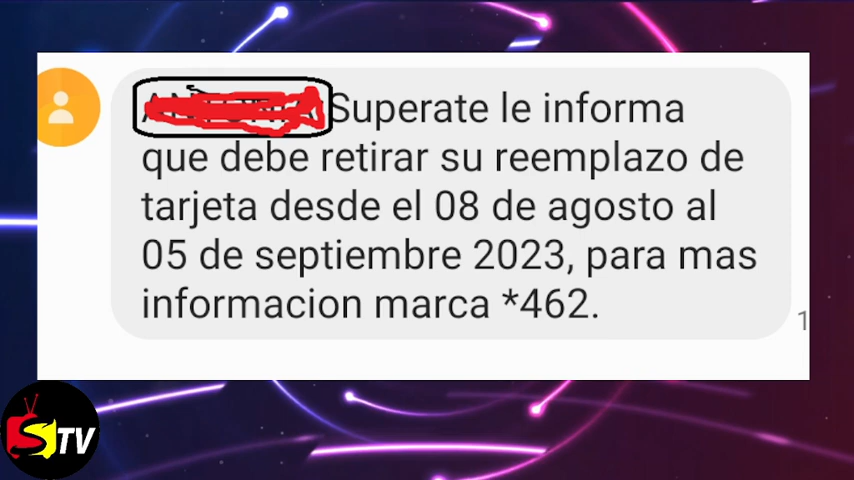 Superate le informa
que debe retirar su reemplazo de
tarjeta desde el 08 de agosto al
05 de septiembre 2023, para mas
informacion marca *462.
1
STV